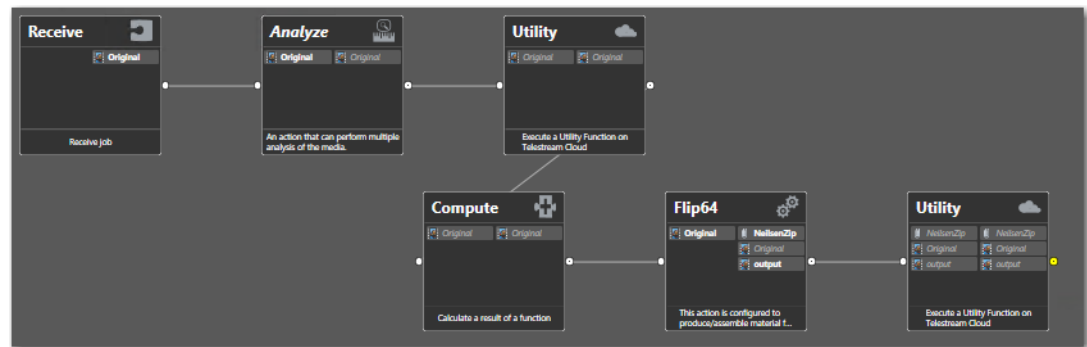 Receive
Original
Receive job
Analyze
Original Original
An action that can perform multiple
analysis of the media.
Utility
Original Original
Execute a Utility Function on
Telestream Cloud
Compute
Original Original
Calculate a result of a function
Flip64
Original NeilsenZip
Original
output
This action is configured to
produce/assemble material f...
Utility
NeilsenZip NeilsenZip
Original Original
output output
Execute a Utility Function on
Telestream Cloud